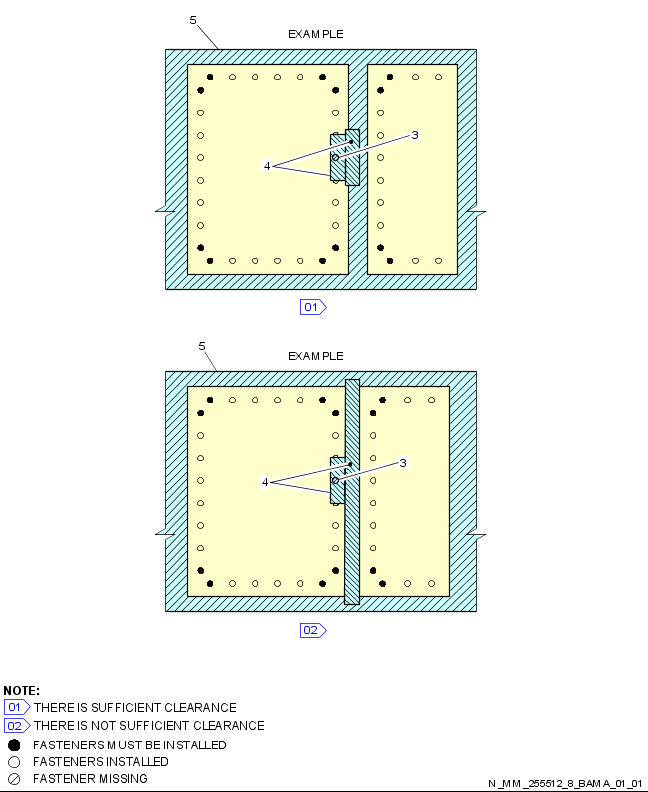 5
EXAMPLE
3
4
01
5
EXAMPLE
3
4
02
NOTE:
01 THERE IS SUFFICIENT CLEARANCE
02 THERE IS NOT SUFFICIENT CLEARANCE
FASTENERS MUST BE INSTALLED
FASTENERS INSTALLED
FASTENER MISSING
N_MM_255512_8_BAMA_01_01